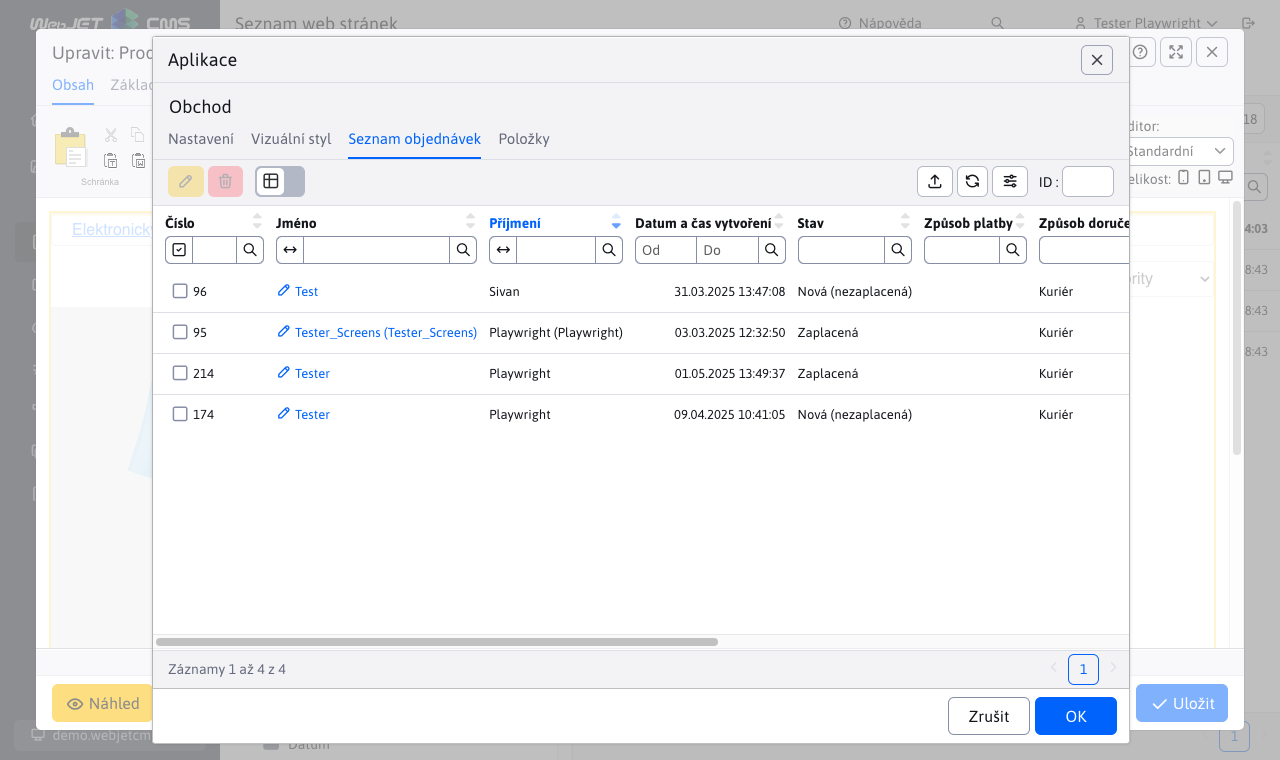 WebJET CMS
Seznam web stránek
Nápověda
Tester Playwright
Upravit: Prod
Obsah
Základ
Schránka
Elektronický
ditor:
Standardní
elikost:
18
4:03
ority
8:43
8:43
8:43
Aplikace
Obchod
Nastavení Vizuální styl Seznam objednávek Položky
ID :
Číslo Jméno Příjmení Datum a čas vytvoření Stav Způsob platby Způsob doruče
Od Do
96 Test Sivan 31.03.2025 13:47:08 Nová (nezaplacená) Kuriér
95 Tester_Screens (Tester_Screens) Playwright (Playwright) 03.03.2025 12:32:50 Zaplacená Kuriér
214 Tester Playwright 01.05.2025 13:49:37 Zaplacená Kuriér
174 Tester Playwright 09.04.2025 10:41:05 Nová (nezaplacená) Kuriér
Záznamy 1 až 4 z 4
1
Zrušit OK
Náhled
Uložit
demo.webjetcm
Datum
1